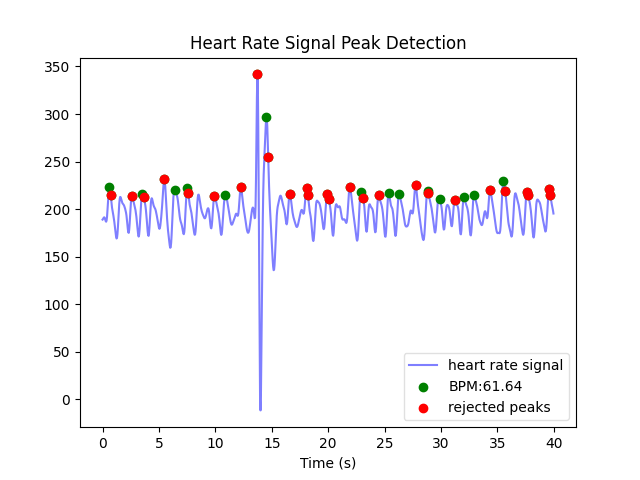 Heart Rate Signal Peak Detection
350
300
250
200
150
100
50
0
heart rate signal
BPM:61.64
rejected peaks
0 5 10 15 20 25 30 35 40
Time (s)